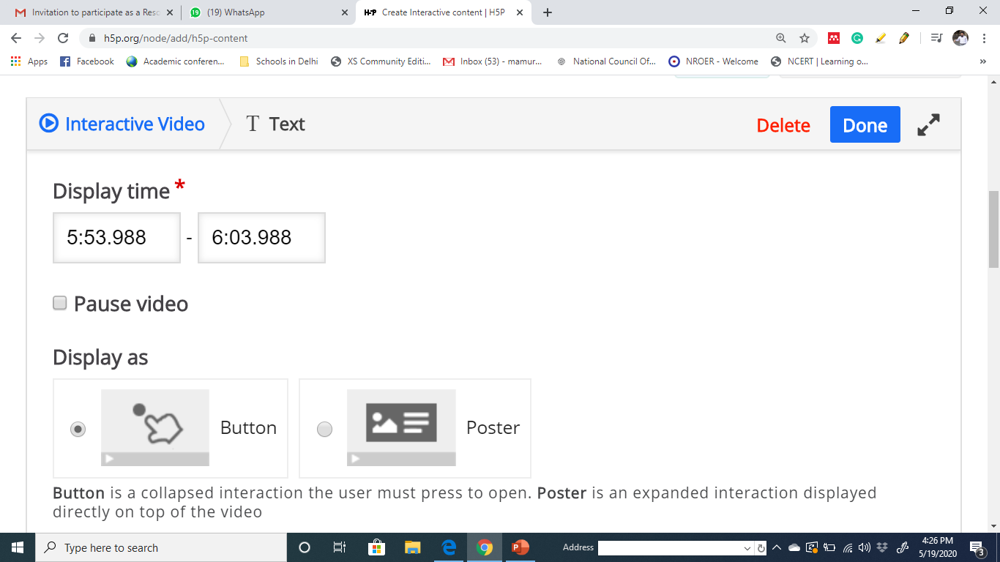 Invitation to participate as a Reso
19 (19) WhatsApp
H-P Create Interactive content | H5P
h5p.org/node/add/h5p-content
Apps Facebook Academic conferen... Schools in Delhi XS Community Editi... Inbox (53) - mamur... National Council Of... NROER - Welcome NCERT | Learning o... »
Interactive Video T Text Delete Done
Display time *
5:53.988 - 6:03.988
Pause video
Display as
Button Poster
Button is a collapsed interaction the user must press to open. Poster is an expanded interaction displayed
directly on top of the video
Type here to search
Address
4:26 PM
5/19/2020
3